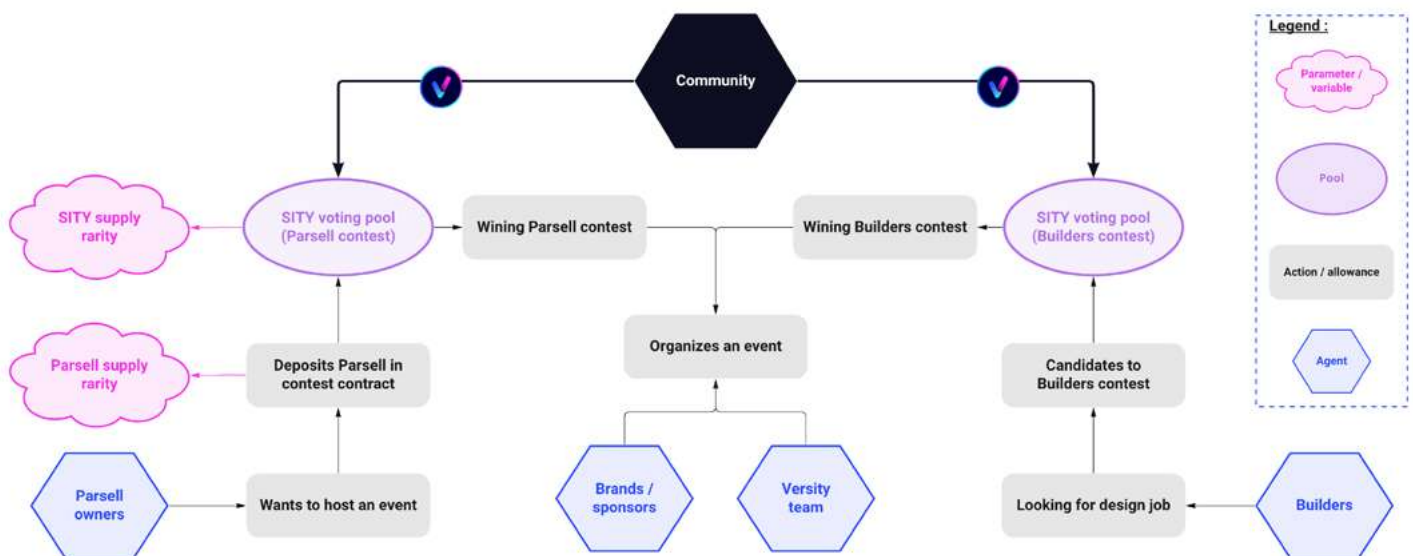 Community
Legend :
Parameter /
variable
Pool
Action / allowance
Agent
SITY supply
rarity
SITY voting pool
(Parsell contest)
Wining Parsell contest
Wining Builders contest
SITY voting pool
(Builders contest)
Parsell supply
rarity
Deposits Parsell in
contest contract
Organizes an event
Candidates to
Builders contest
Parsell
owners
Wants to host an event
Brands /
sponsors
Versity
team
Looking for design job
Builders